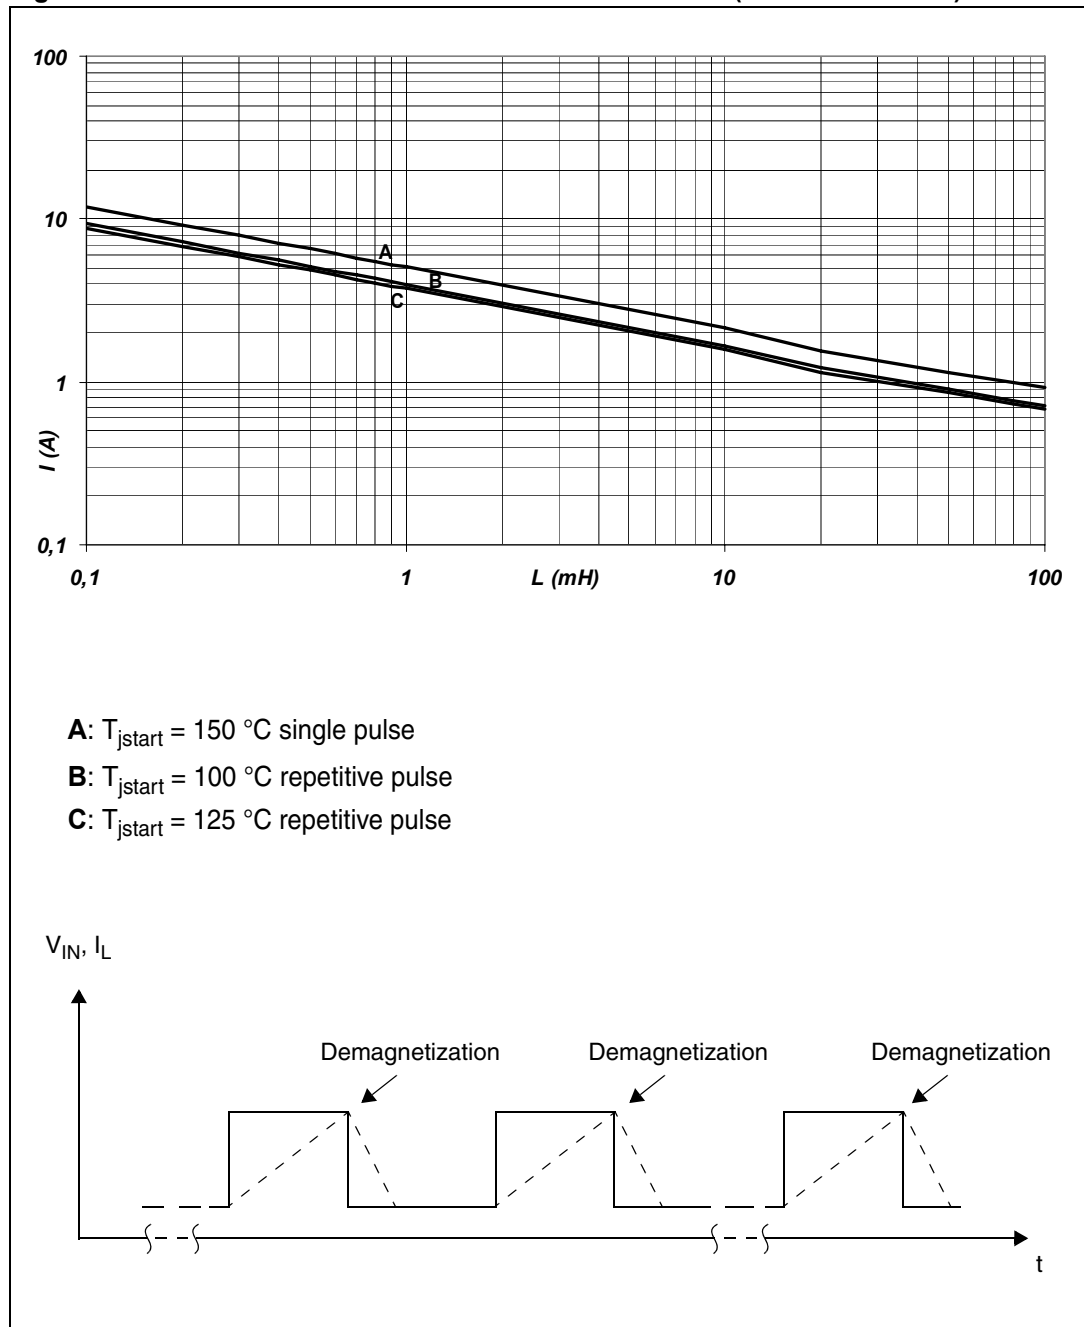 100
10
1
0,1
I (A)
A
B
C
0,1
1
L (mH)
10
100
A: Tjstart = 150 °C single pulse
B: Tjstart = 100 °C repetitive pulse
C: Tjstart = 125 °C repetitive pulse
VIN, IL
Demagnetization
Demagnetization
Demagnetization
t